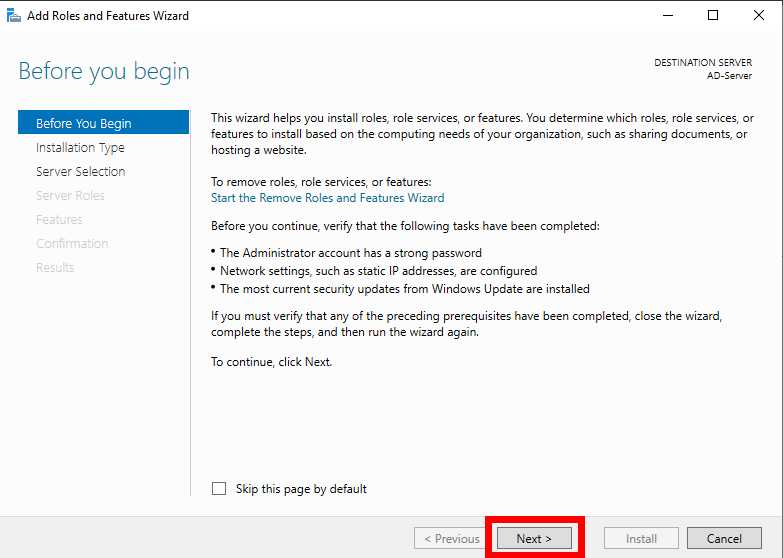 Add Roles and Features Wizard
Before you begin
DESTINATION SERVER
AD-Server
Before You Begin
Installation Type
Server Selection
Server Roles
Features
Confirmation
Results
This wizard helps you install roles, role services, or features. You determine which roles, role services, or
features to install based on the computing needs of your organization, such as sharing documents, or
hosting a website.
To remove roles, role services, or features:
Start the Remove Roles and Features Wizard
Before you continue, verify that the following tasks have been completed:
• The Administrator account has a strong password
• Network settings, such as static IP addresses, are configured
• The most current security updates from Windows Update are installed
If you must verify that any of the preceding prerequisites have been completed, close the wizard,
complete the steps, and then run the wizard again.
To continue, click Next.
Skip this page by default
< Previous
Next >
Install
Cancel